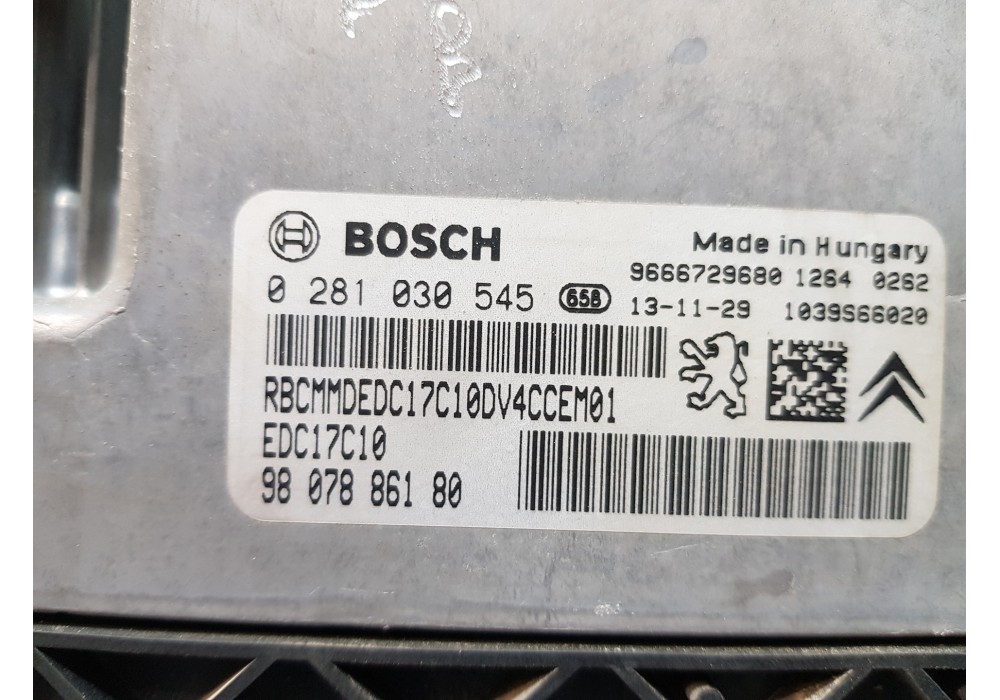 BOSCH
Made in Hungary
9666729680 1264 0262
0 281 030 545 658
13-11-29 1039S66020
RBCMMDEDC17C10DV4CCEM01
EDC17C10
98 078 861 80